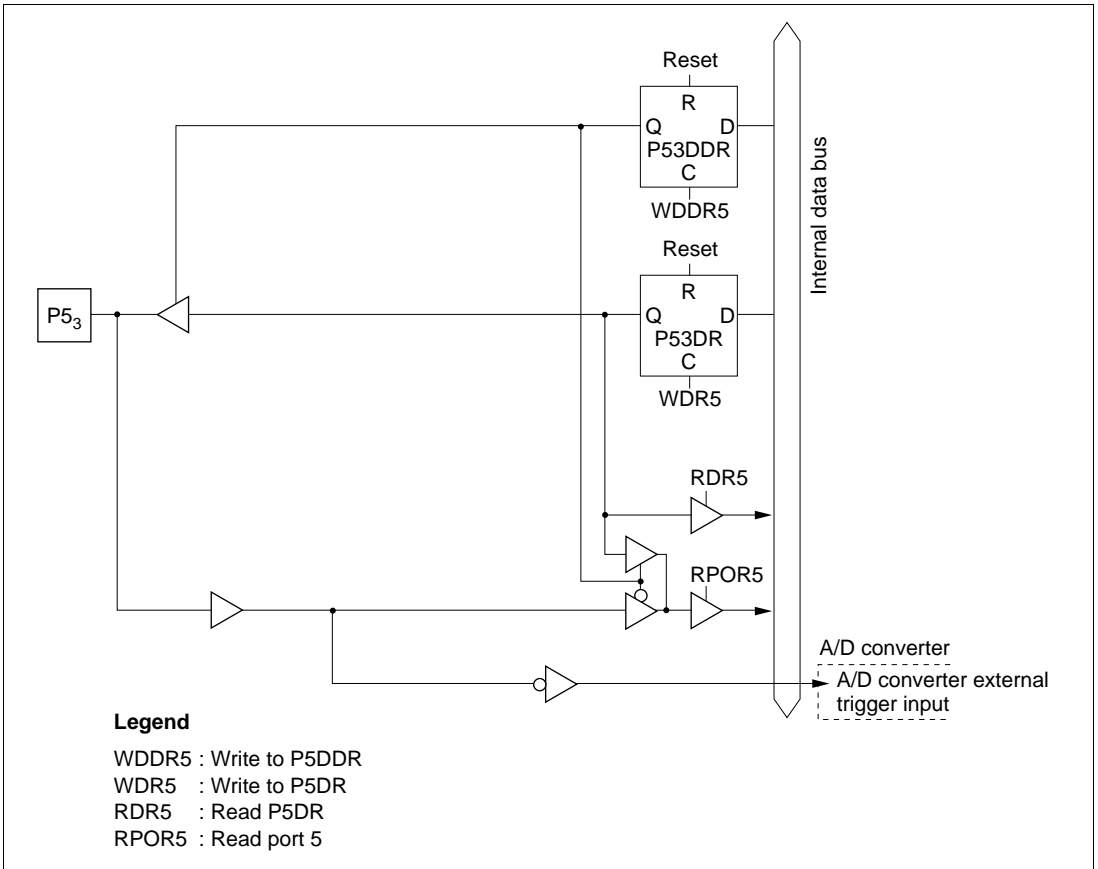 Reset
R
Q D
P53DDR
C
WDDR5
Internal data bus
Reset
R
Q D
P53DR
C
WDR5
P5₃
RDR5
RPOR5
A/D converter
A/D converter external
trigger input
Legend
WDDR5 : Write to P5DDR
WDR5 : Write to P5DR
RDR5 : Read P5DR
RPOR5 : Read port 5